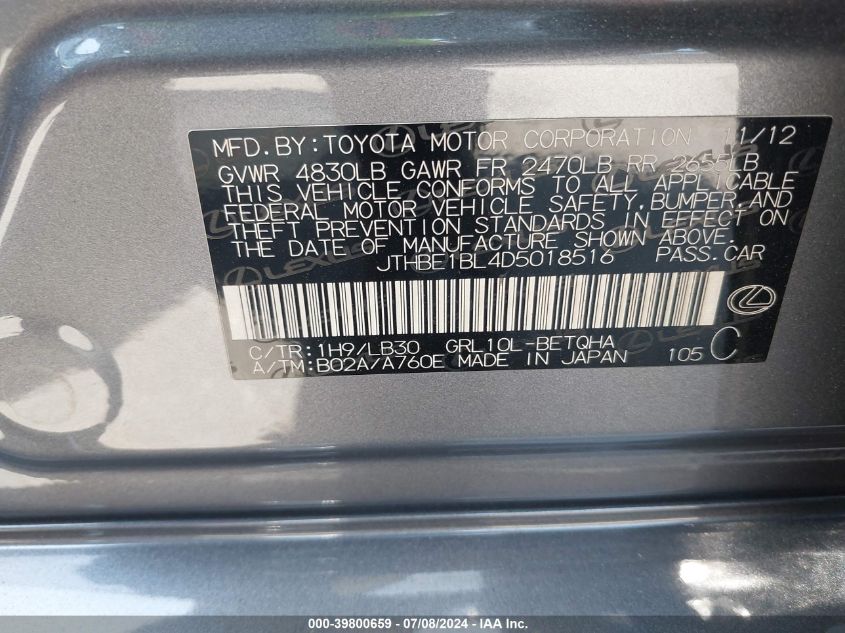 MFD. BY: TOYOTA MOTOR CORPORATION 11/12
GVWR 4830LB GAWR FR 2470LB RR 2655LB
THIS VEHICLE CONFORMS TO ALL APPLICABLE
FEDERAL MOTOR VEHICLE SAFETY, BUMPER, AND
THEFT PREVENTION STANDARDS IN EFFECT ON
THE DATE OF MANUFACTURE SHOWN ABOVE.
JTHBE1BL4D5018516 PASS. CAR
C/TR: 1H9/LB30 GRL10L-BETQHA
A/TM: B02A/A760E MADE IN JAPAN 105 C
000-39800659 - 07/08/2024 - IAA Inc.